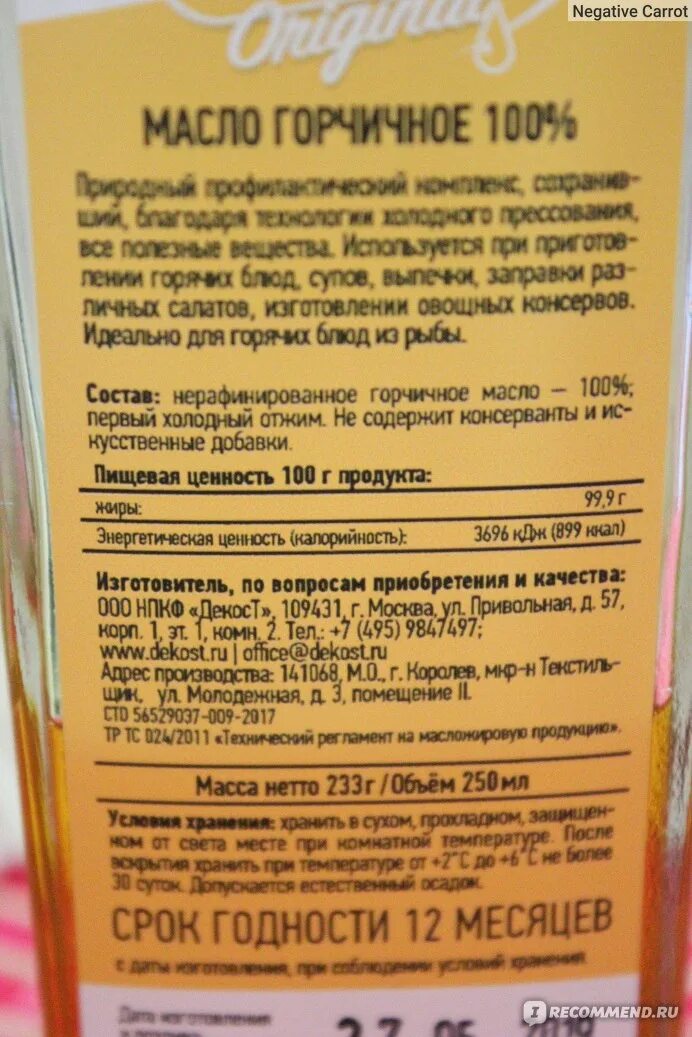 Negative Carrot
Original
МАСЛО ГОРЧИЧНОЕ 100%
Природный профилактический комплекс, сохранив-
ший, благодаря технологии холодного прессования,
все полезные вещества. Используется при приготов-
лении горячих блюд, супов, выпечки, заправки раз-
личных салатов, изготовлении овощных консервов.
Идеально для горячих блюд из рыбы.
Состав: нерафинированное горчичное масло – 100%;
первый холодный отжим. Не содержит консерванты и ис-
кусственные добавки.
Пищевая ценность 100 г продукта:
жиры: 99,9 г
Энергетическая ценность (калорийность): 3696 кДж (899 ккал)
Изготовитель, по вопросам приобретения и качества:
ООО НПКФ «ДекосТ», 109431, г. Москва, ул. Привольная, д. 57,
корп. 1, эт. 1, комн. 2. Тел.: +7 (495) 9847497;
www.dekost.ru | office@dekost.ru
Адрес производства: 141068, М.О., г. Королев, мкр-н Текстиль-
щик, ул. Молодежная, д. 3, помещение II.
СТО 56529037-009-2017
ТР ТС 024/2011 «Технический регламент на масложировую продукцию».
Масса нетто 233 г / Объём 250 мл
Условия хранения: хранить в сухом, прохладном, защищен-
ном от света месте при комнатной температуре. После
вскрытия хранить при температуре от +2°С до +6°С не более
30 суток. Допускается естественный осадок.
СРОК ГОДНОСТИ 12 МЕСЯЦЕВ
с даты изготовления, при соблюдении условий хранения.
Дата изготовления
27 05 2019
I RECOMMEND.RU